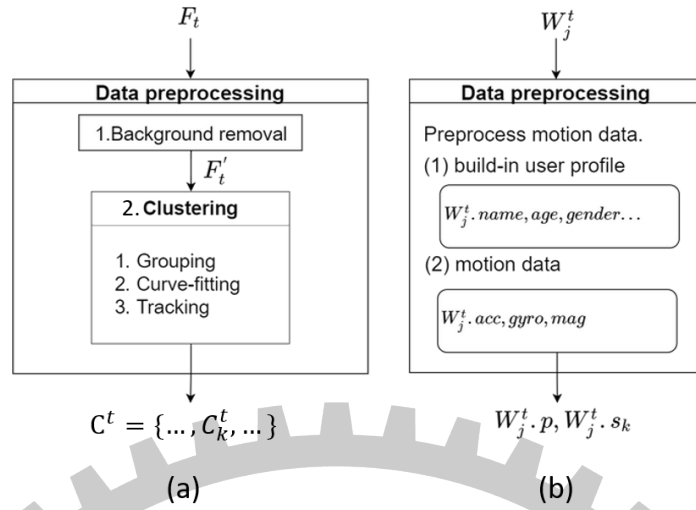 F_t
Data preprocessing
1.Background removal
F_t'
2. Clustering
1. Grouping
2. Curve-fitting
3. Tracking
C^t = {…, C_k^t, …}
(a)
W_j^t
Data preprocessing
Preprocess motion data.
(1) build-in user profile
W_j^t.name, age, gender...
(2) motion data
W_j^t.acc, gyro, mag
W_j^t.p, W_j^t.s_k
(b)